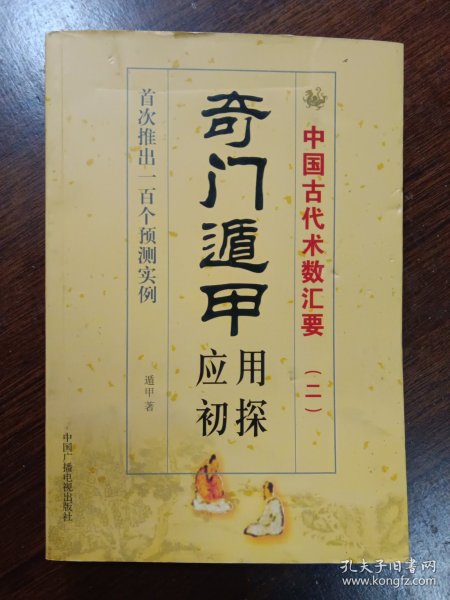 中国古代术数汇要（二）
奇门遁甲
应用
初探
首次推出一百个预测实例
遁甲著
中国广播电视出版社
孔夫子旧书网
www.kongfz.com